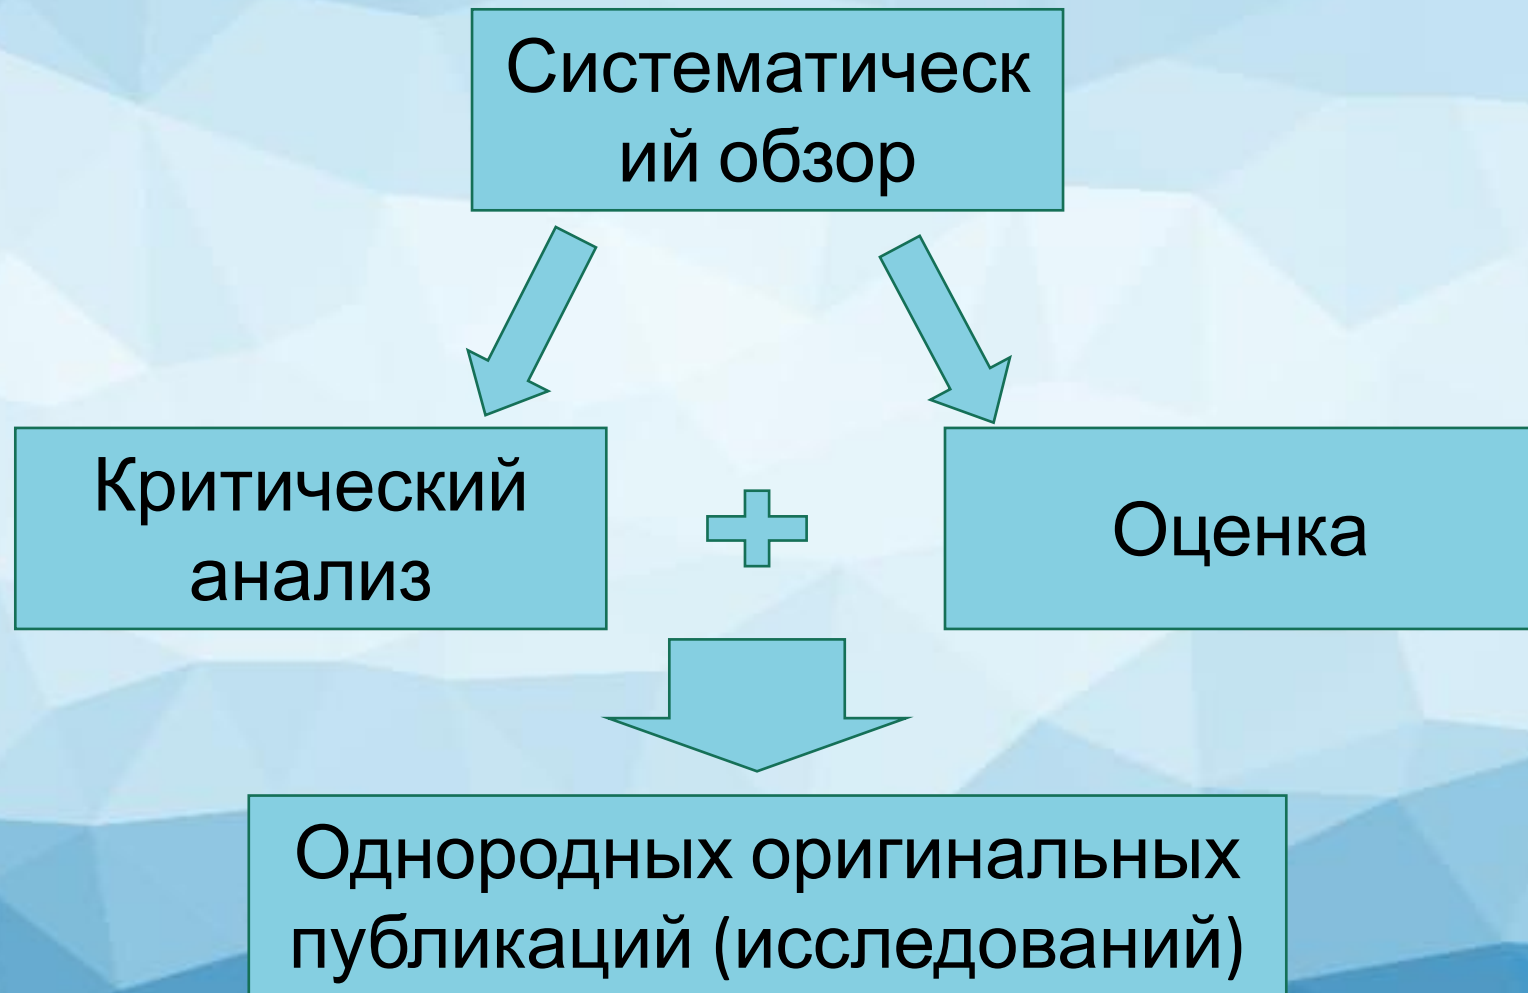 Систематическ
ий обзор
Критический
анализ
Оценка
Однородных оригинальных
публикаций (исследований)